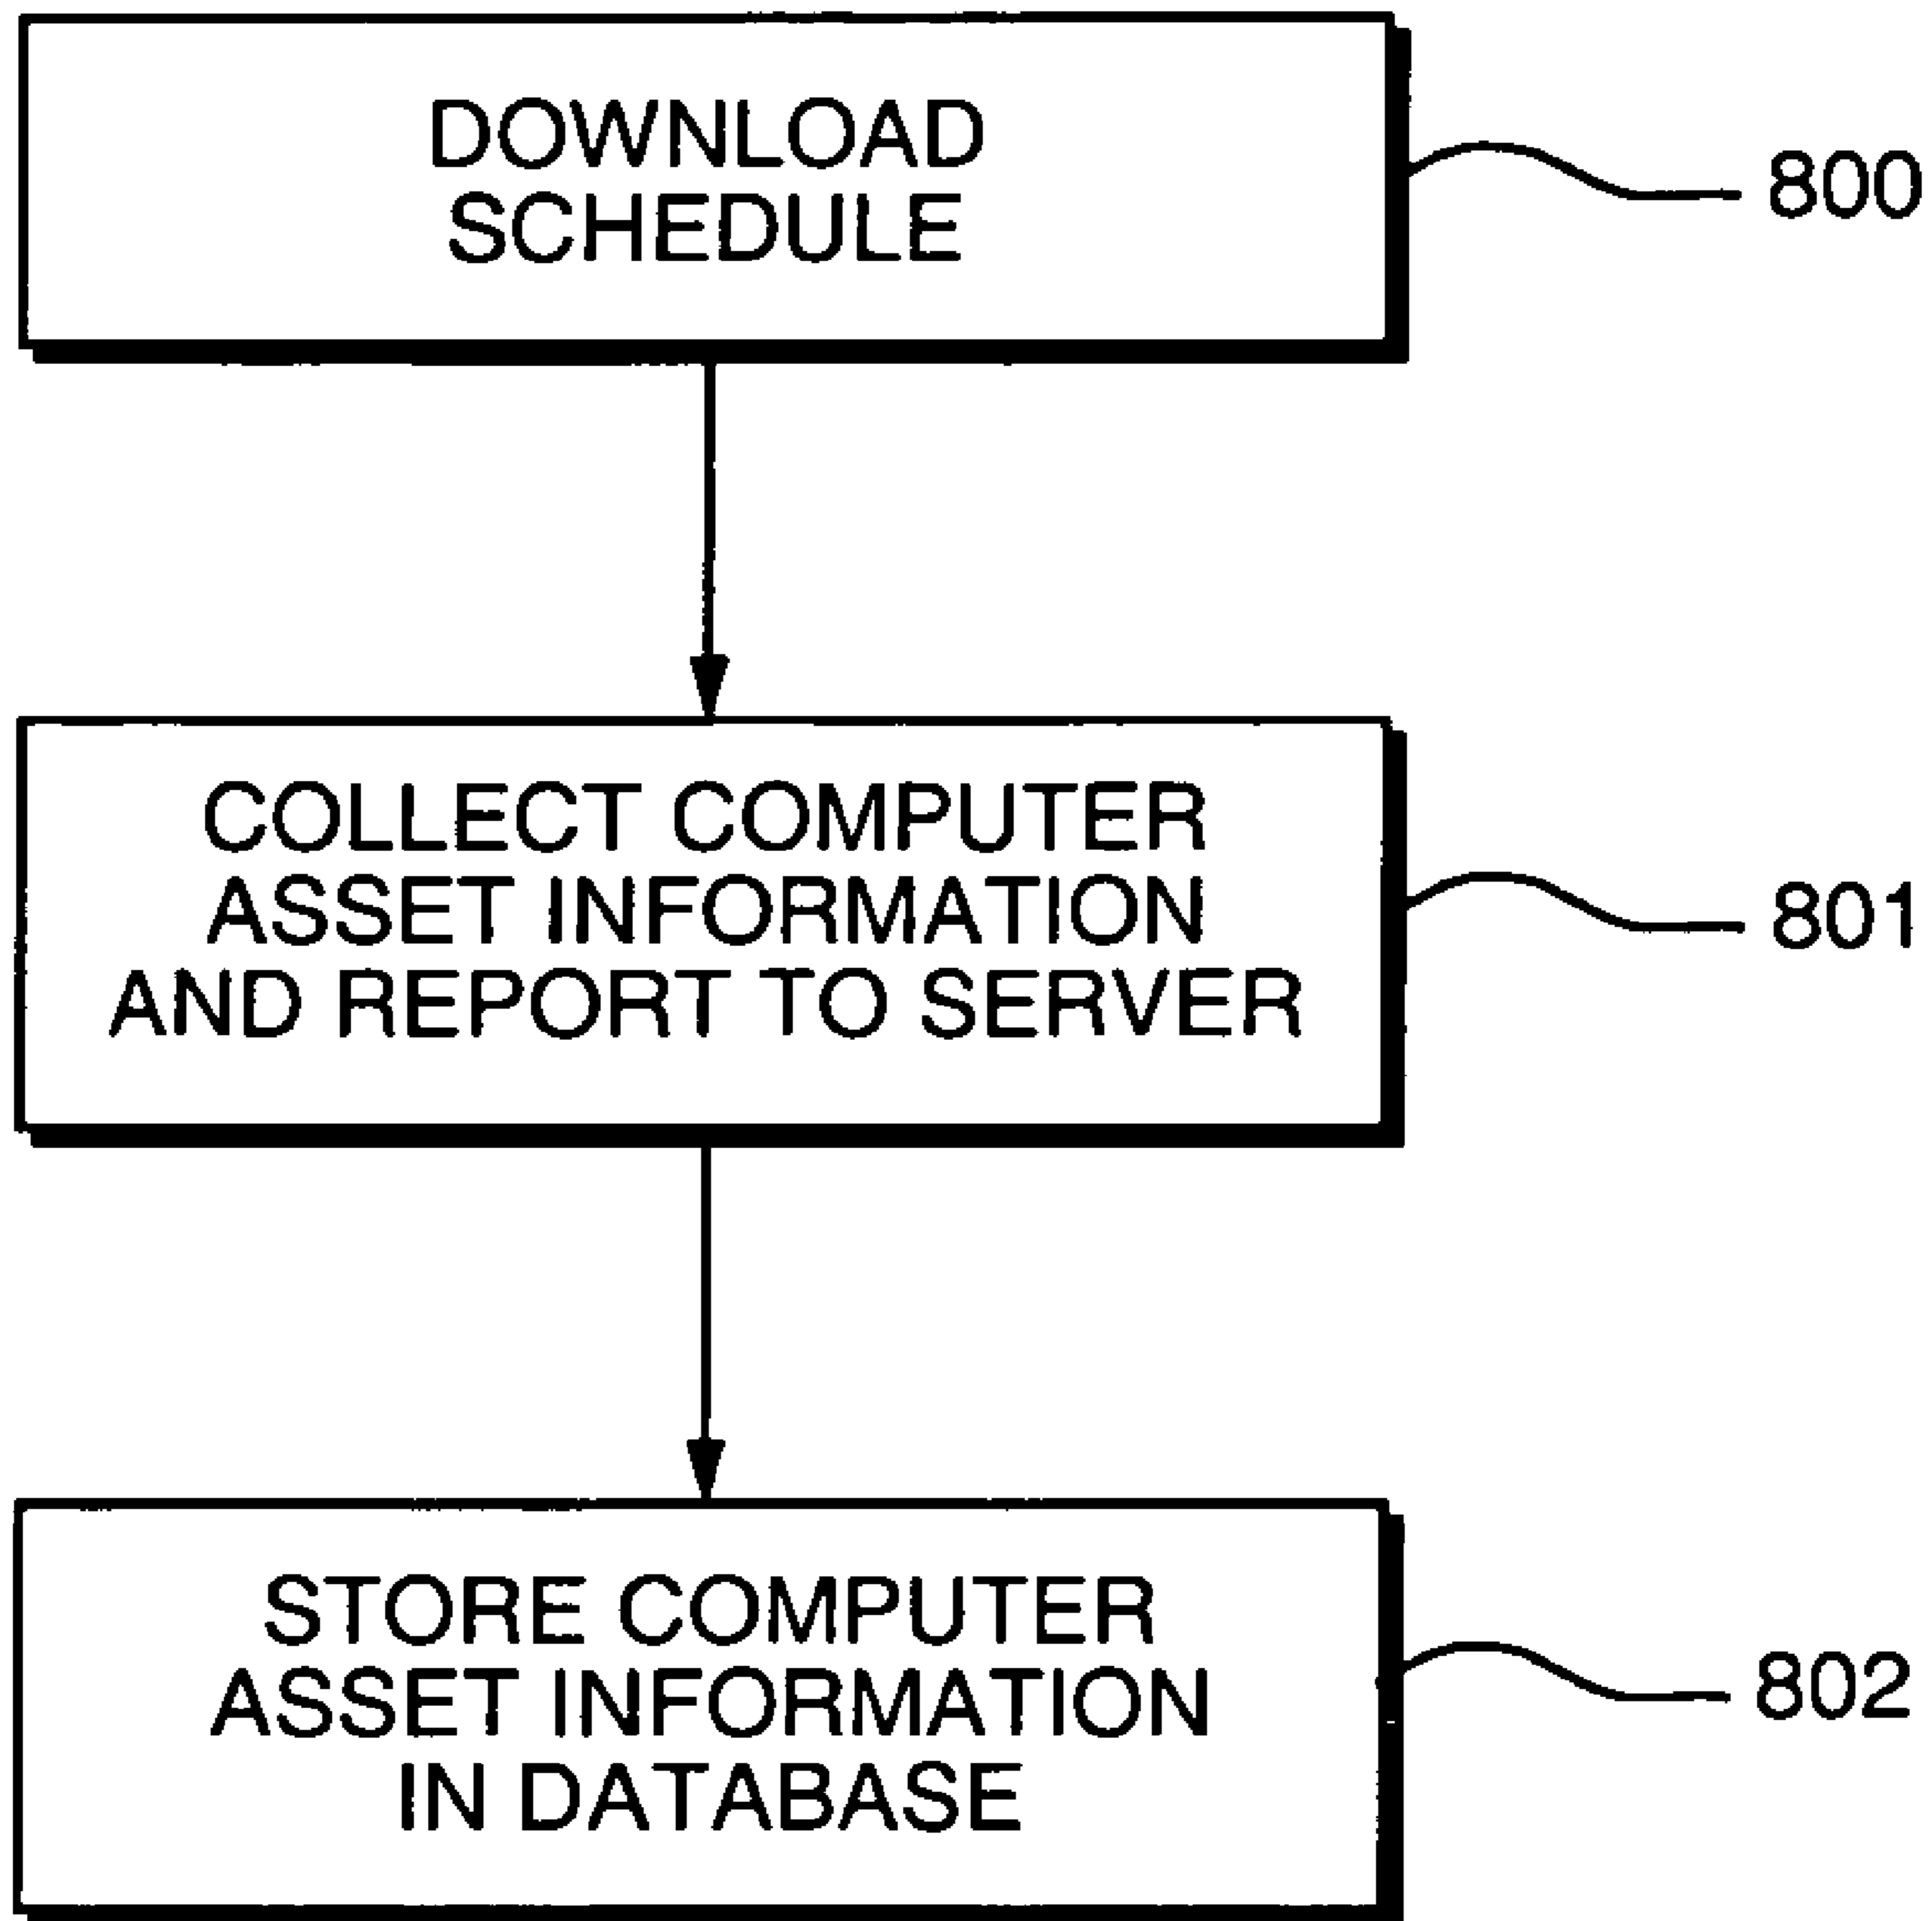 DOWNLOAD
SCHEDULE
800
COLLECT COMPUTER
ASSET INFORMATION
AND REPORT TO SERVER
801
STORE COMPUTER
ASSET INFORMATION
IN DATABASE
802